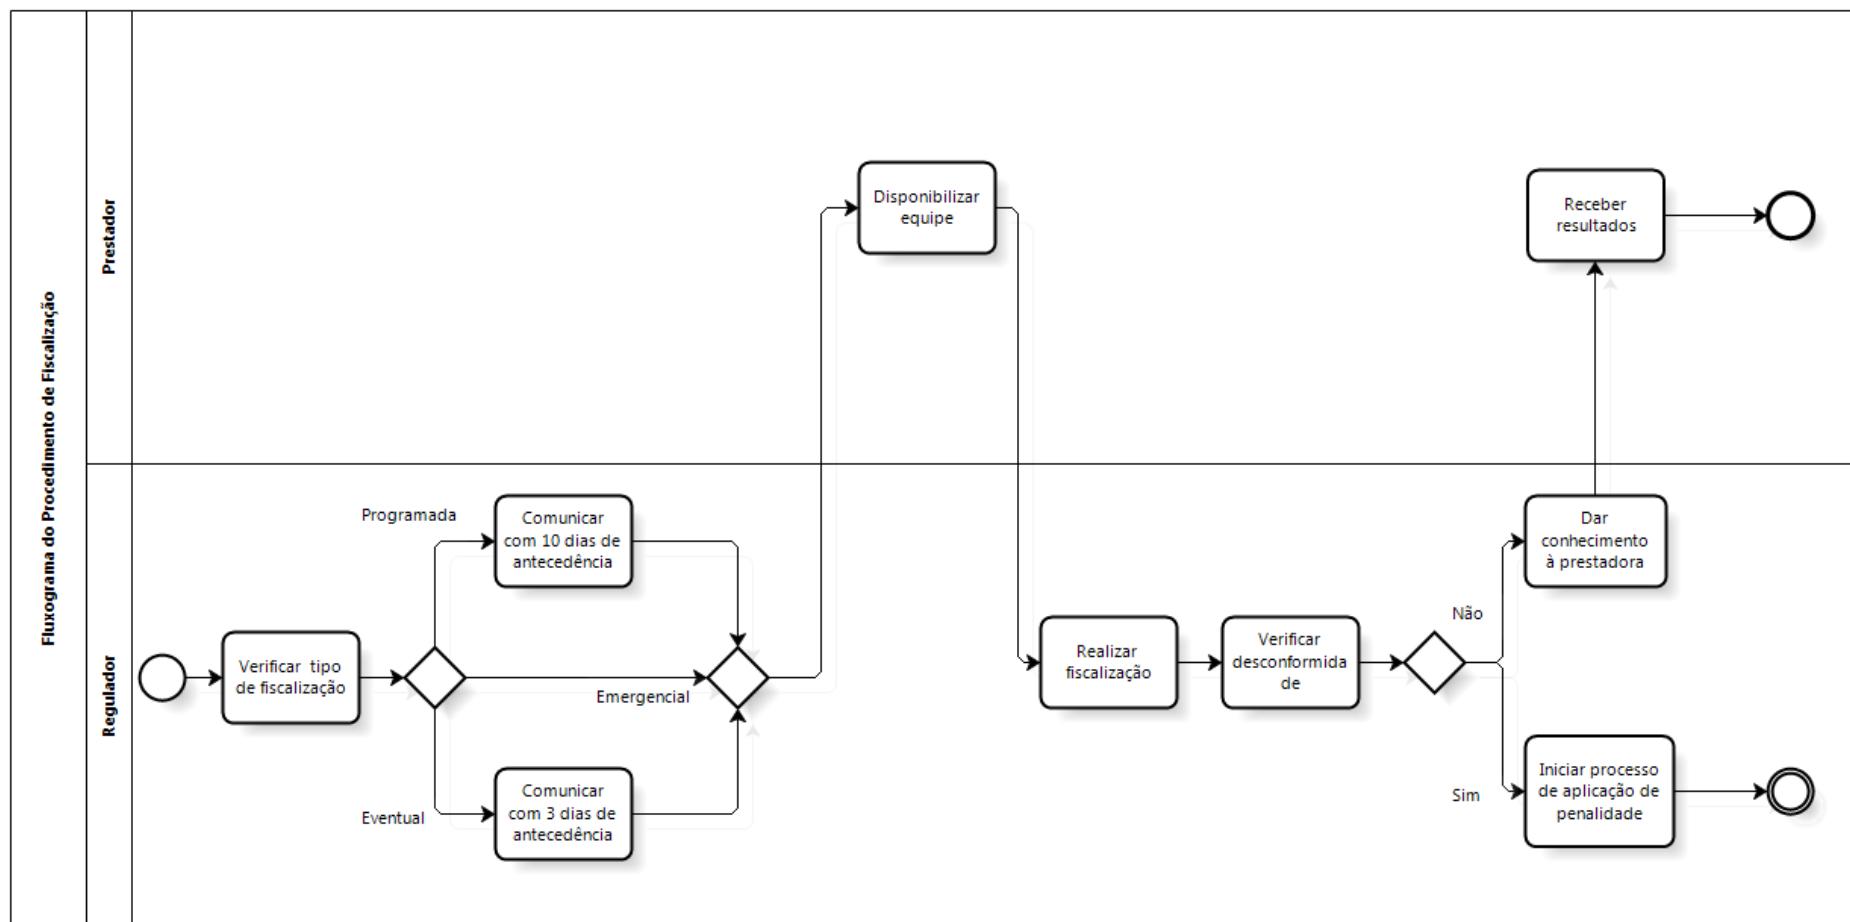 Fluxograma do Procedimento de Fiscalização
Prestador
Disponibilizar
equipe
Receber
resultados
Regulador
Verificar tipo
de fiscalização
Programada
Comunicar
com 10 dias de
antecedência
Emergencial
Eventual
Comunicar
com 3 dias de
antecedência
Realizar
fiscalização
Verificar
desconformida
de
Não
Dar
conhecimento
à prestadora
Sim
Iniciar processo
de aplicação de
penalidade